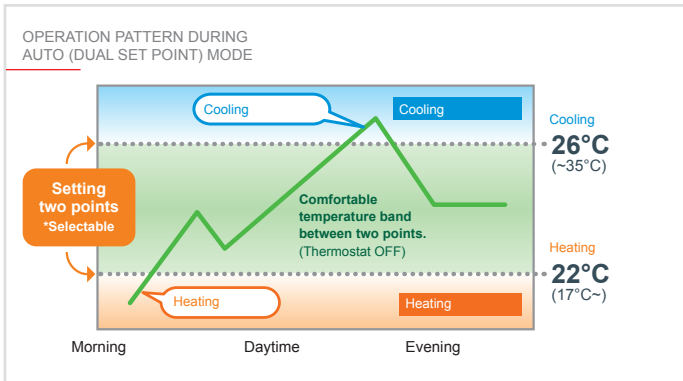 OPERATION PATTERN DURING
AUTO (DUAL SET POINT) MODE
Cooling
Cooling
Cooling
26°C
(~35°C)
Setting
two points
*Selectable
Comfortable
temperature band
between two points.
(Thermostat OFF)
Heating
22°C
(17°C~)
Heating
Heating
Morning
Daytime
Evening